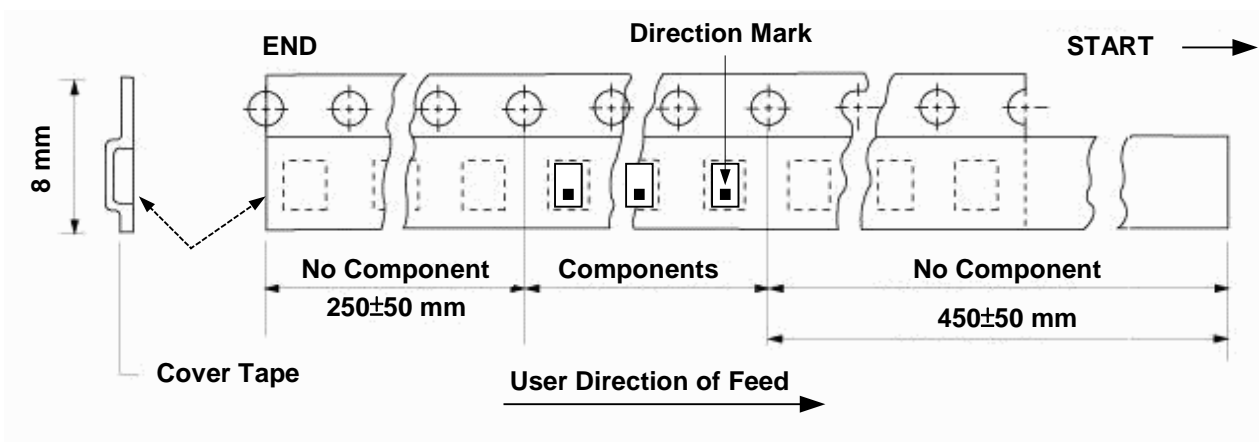 Direction Mark
END
START
8 mm
No Component
Components
No Component
250±50 mm
450±50 mm
Cover Tape
User Direction of Feed